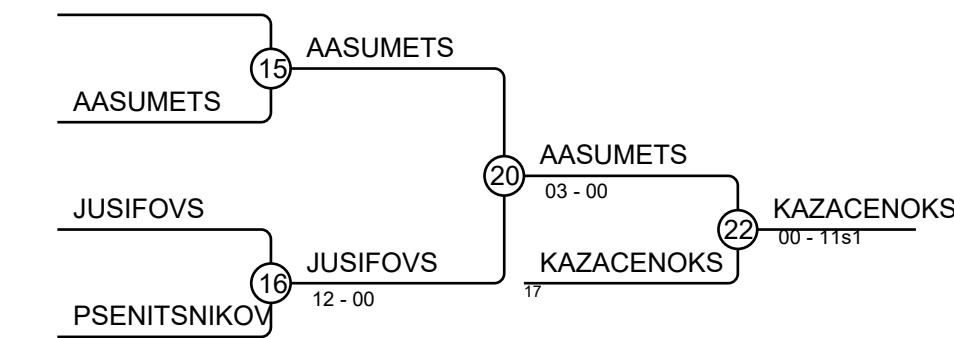 AASUMETS
15
AASUMETS
AASUMETS
20
03 - 00
JUSIFOVS
KAZACENOKS
22
00 - 11s1
JUSIFOVS
KAZACENOKS
16
17
12 - 00
PSENITSNIKOV